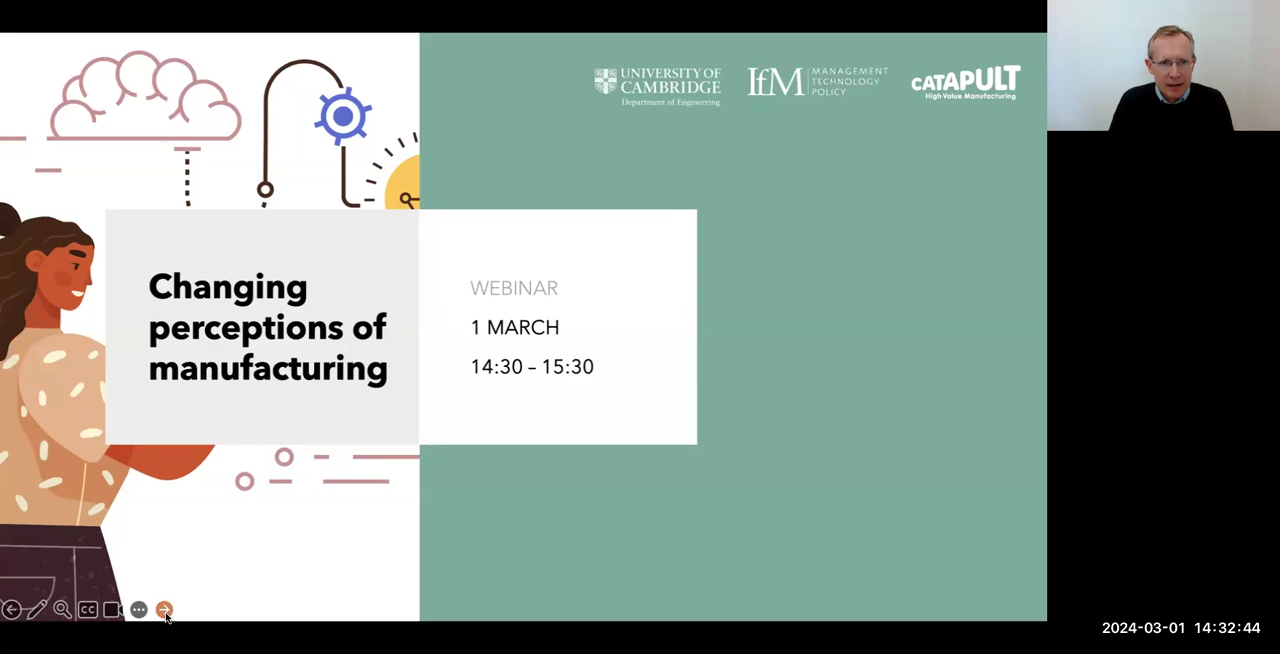 UNIVERSITY OF
CAMBRIDGE
Department of Engineering
IfM
MANAGEMENT
TECHNOLOGY
POLICY
CATAPULT
High Value Manufacturing
Changing
perceptions of
manufacturing
WEBINAR
1 MARCH
14:30 – 15:30
CC
2024-03-01 14:32:44